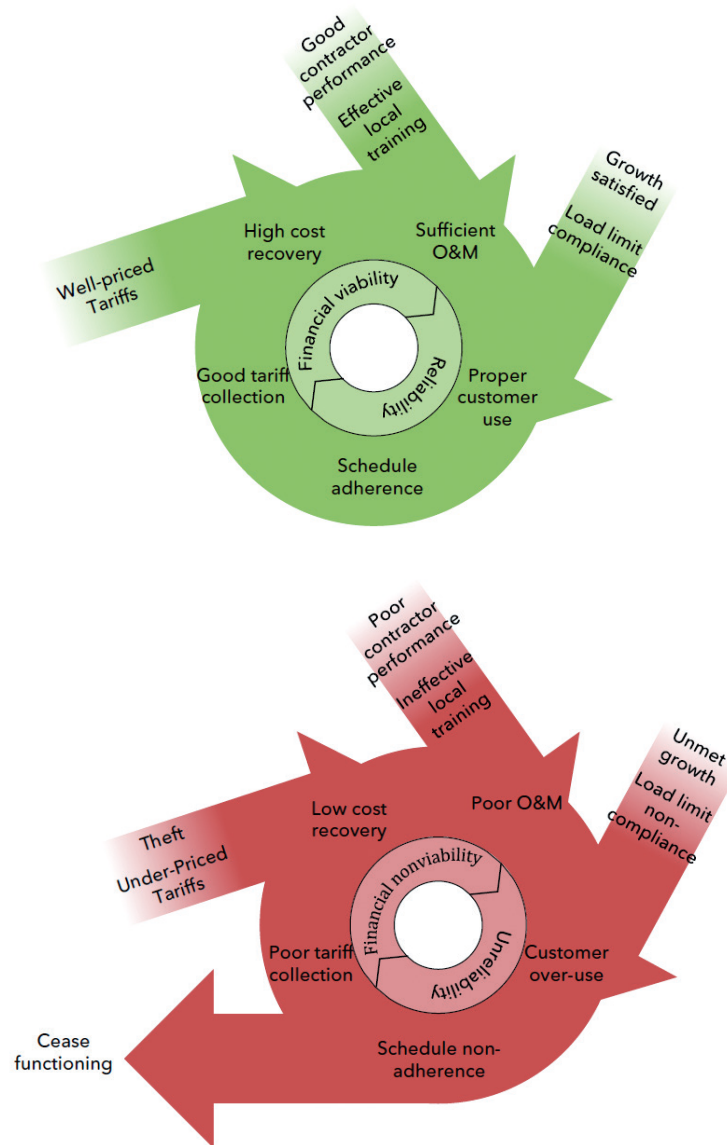 Good
contractor
performance
Effective
local
training
Growth
satisfied
Load limit
compliance
High cost
recovery
Sufficient
O&M
Well-priced
Tariffs
Financial viability
Reliability
Good tariff
collection
Proper
customer
use
Schedule
adherence
Poor
contractor
performance
Ineffective
local
training
Unmet
growth
Load limit
non-
compliance
Low cost
recovery
Poor O&M
Theft
Under-Priced
Tariffs
Financial nonviability
Unreliability
Poor tariff
collection
Customer
over-use
Cease
functioning
Schedule non-
adherence